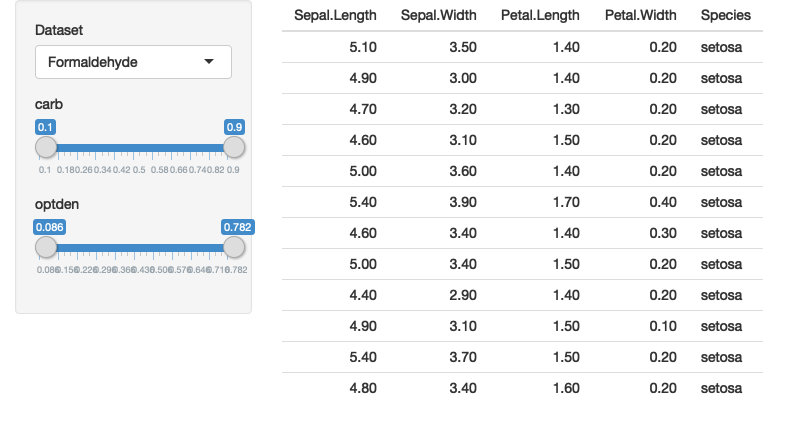 Dataset
Formaldehyde
carb
0.1 0.9
0.1 0.18 0.26 0.34 0.42 0.5 0.58 0.66 0.74 0.82 0.9
optden
0.086 0.782
0.086 0.156 0.226 0.296 0.366 0.436 0.506 0.576 0.646 0.716 0.782
Sepal.Length Sepal.Width Petal.Length Petal.Width Species
5.10 3.50 1.40 0.20 setosa
4.90 3.00 1.40 0.20 setosa
4.70 3.20 1.30 0.20 setosa
4.60 3.10 1.50 0.20 setosa
5.00 3.60 1.40 0.20 setosa
5.40 3.90 1.70 0.40 setosa
4.60 3.40 1.40 0.30 setosa
5.00 3.40 1.50 0.20 setosa
4.40 2.90 1.40 0.20 setosa
4.90 3.10 1.50 0.10 setosa
5.40 3.70 1.50 0.20 setosa
4.80 3.40 1.60 0.20 setosa